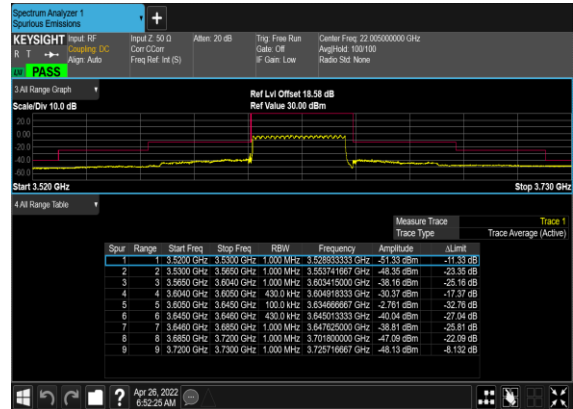 Spectrum Analyzer 1
Spurious Emissions
+
KEYSIGHT Input: RF Input Z: 50 Ω Atten: 20 dB Trig: Free Run Center Freq: 22.005000000 GHz
R T Coupling: DC Corr CCorr Gate: Off Avg|Hold: 100/100
Align: Auto Freq Ref: Int (S) IF Gain: Low Radio Std: None
LVI PASS
3 All Range Graph
Ref Lvl Offset 18.58 dB
Scale/Div 10.0 dB Ref Value 30.00 dBm
20.0
0.00
-20.0
-40.0
-60.0
Start 3.520 GHz Stop 3.730 GHz
4 All Range Table
Measure Trace Trace 1
Trace Type Trace Average (Active)
Spur Range Start Freq Stop Freq RBW Frequency Amplitude ΔLimit
1 1 3.5200 GHz 3.5300 GHz 1.000 MHz 3.528933333 GHz -51.33 dBm -11.33 dB
2 2 3.5300 GHz 3.5650 GHz 1.000 MHz 3.553741667 GHz -48.35 dBm -23.35 dB
3 3 3.5650 GHz 3.6040 GHz 1.000 MHz 3.603415000 GHz -38.16 dBm -25.16 dB
4 4 3.6040 GHz 3.6050 GHz 430.0 kHz 3.604918333 GHz -30.37 dBm -17.37 dB
5 5 3.6050 GHz 3.6450 GHz 100.0 kHz 3.634666667 GHz -2.761 dBm -32.76 dB
6 6 3.6450 GHz 3.6460 GHz 430.0 kHz 3.645013333 GHz -40.04 dBm -27.04 dB
7 7 3.6460 GHz 3.6850 GHz 1.000 MHz 3.647625000 GHz -38.81 dBm -25.81 dB
8 8 3.6850 GHz 3.7200 GHz 1.000 MHz 3.701800000 GHz -47.09 dBm -22.09 dB
9 9 3.7200 GHz 3.7300 GHz 1.000 MHz 3.725716667 GHz -48.13 dBm -8.132 dB
? Apr 26, 2022
6:52:25 AM